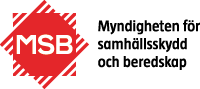 MSB
Myndigheten för
samhällsskydd
och beredskap